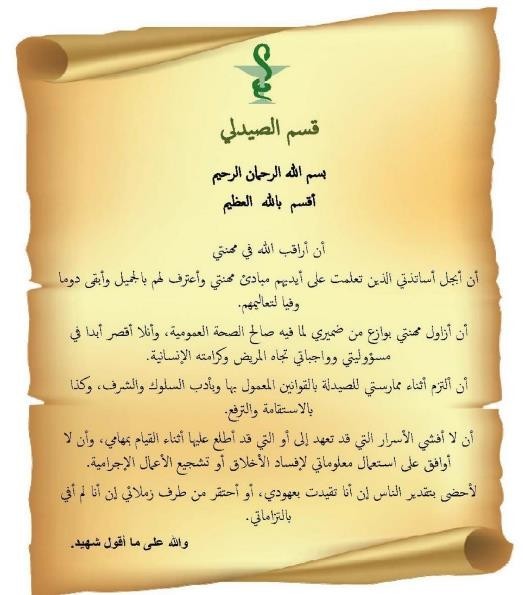 قسم الصيدلي
بسم الله الرحمان الرحيم
أقسم بالله العظيم
أن أراقب الله في محنتي
أن أبجل أساتذتي الذين تعلمت على أيديهم مبادئ محنتي وأعترف لهم بالجميل وأبقى دوما
وفيا لتعاليمهم.
أن أزاول محنتي بوازع من ضميري لما فيه صالح الصحة العمومية، وأنلا أقصر أبدا في
مسؤوليتي وواجباتي تجاه المريض وكرامته الإنسانية.
أن ألتزم أثناء ممارستي للصيدلة بالقوانين المعمول بها وبأدب السلوك والشرف، وكذا
بالاستقامة والترفع.
أن لا أفشي الأسرار التي قد تعهد إلى أو التي قد أطلع عليها أثناء القيام بمهامي، وأن لا
أوافق على استعمال معلوماتي لإفساد الأخلاق أو تشجيع الأعمال الإجرامية.
لأحضى بتقدير الناس إن أنا تقيدت بعهودي، أو أحتقر من طرف زملائي إن أنا لم أفي
بالتزاماتي.
والله على ما أقول شهيد.